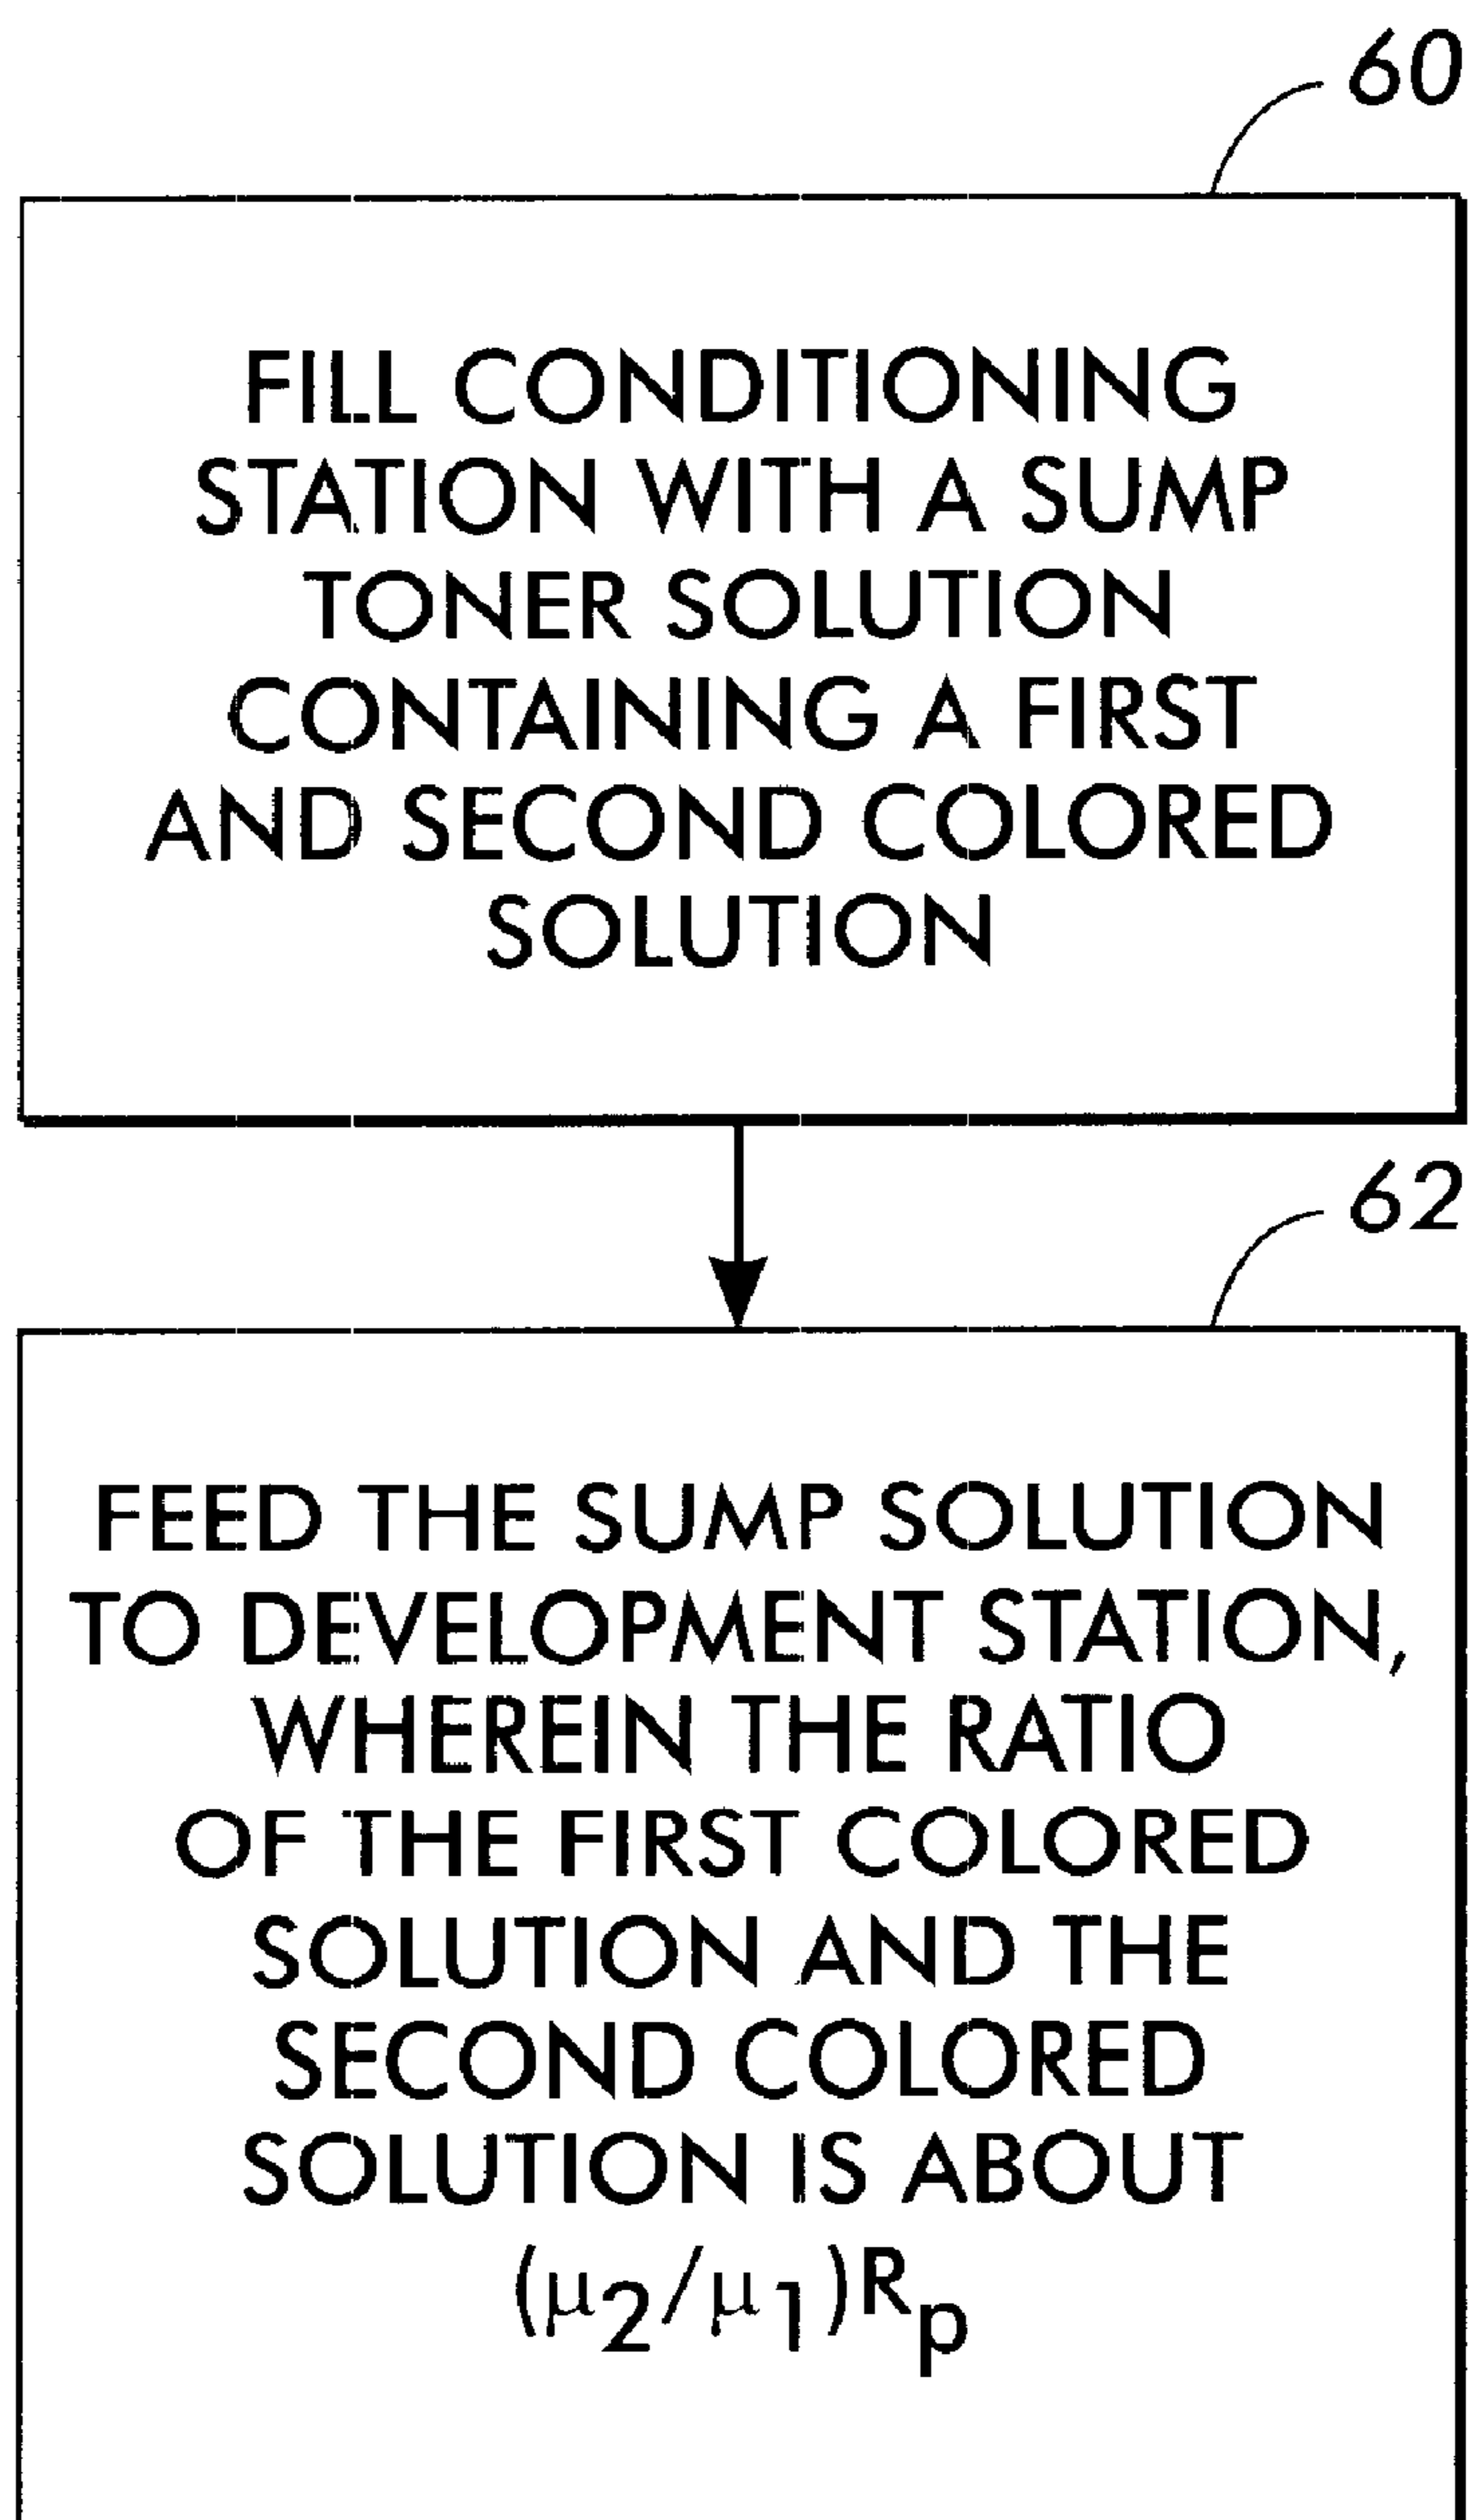 60
FILL CONDITIONING
STATION WITH A SUMP
TONER SOLUTION
CONTAINING A FIRST
AND SECOND COLORED
SOLUTION
62
FEED THE SUMP SOLUTION
TO DEVELOPMENT STATION,
WHEREIN THE RATIO
OF THE FIRST COLORED
SOLUTION AND THE
SECOND COLORED
SOLUTION IS ABOUT
(μ2/μ1)Rp